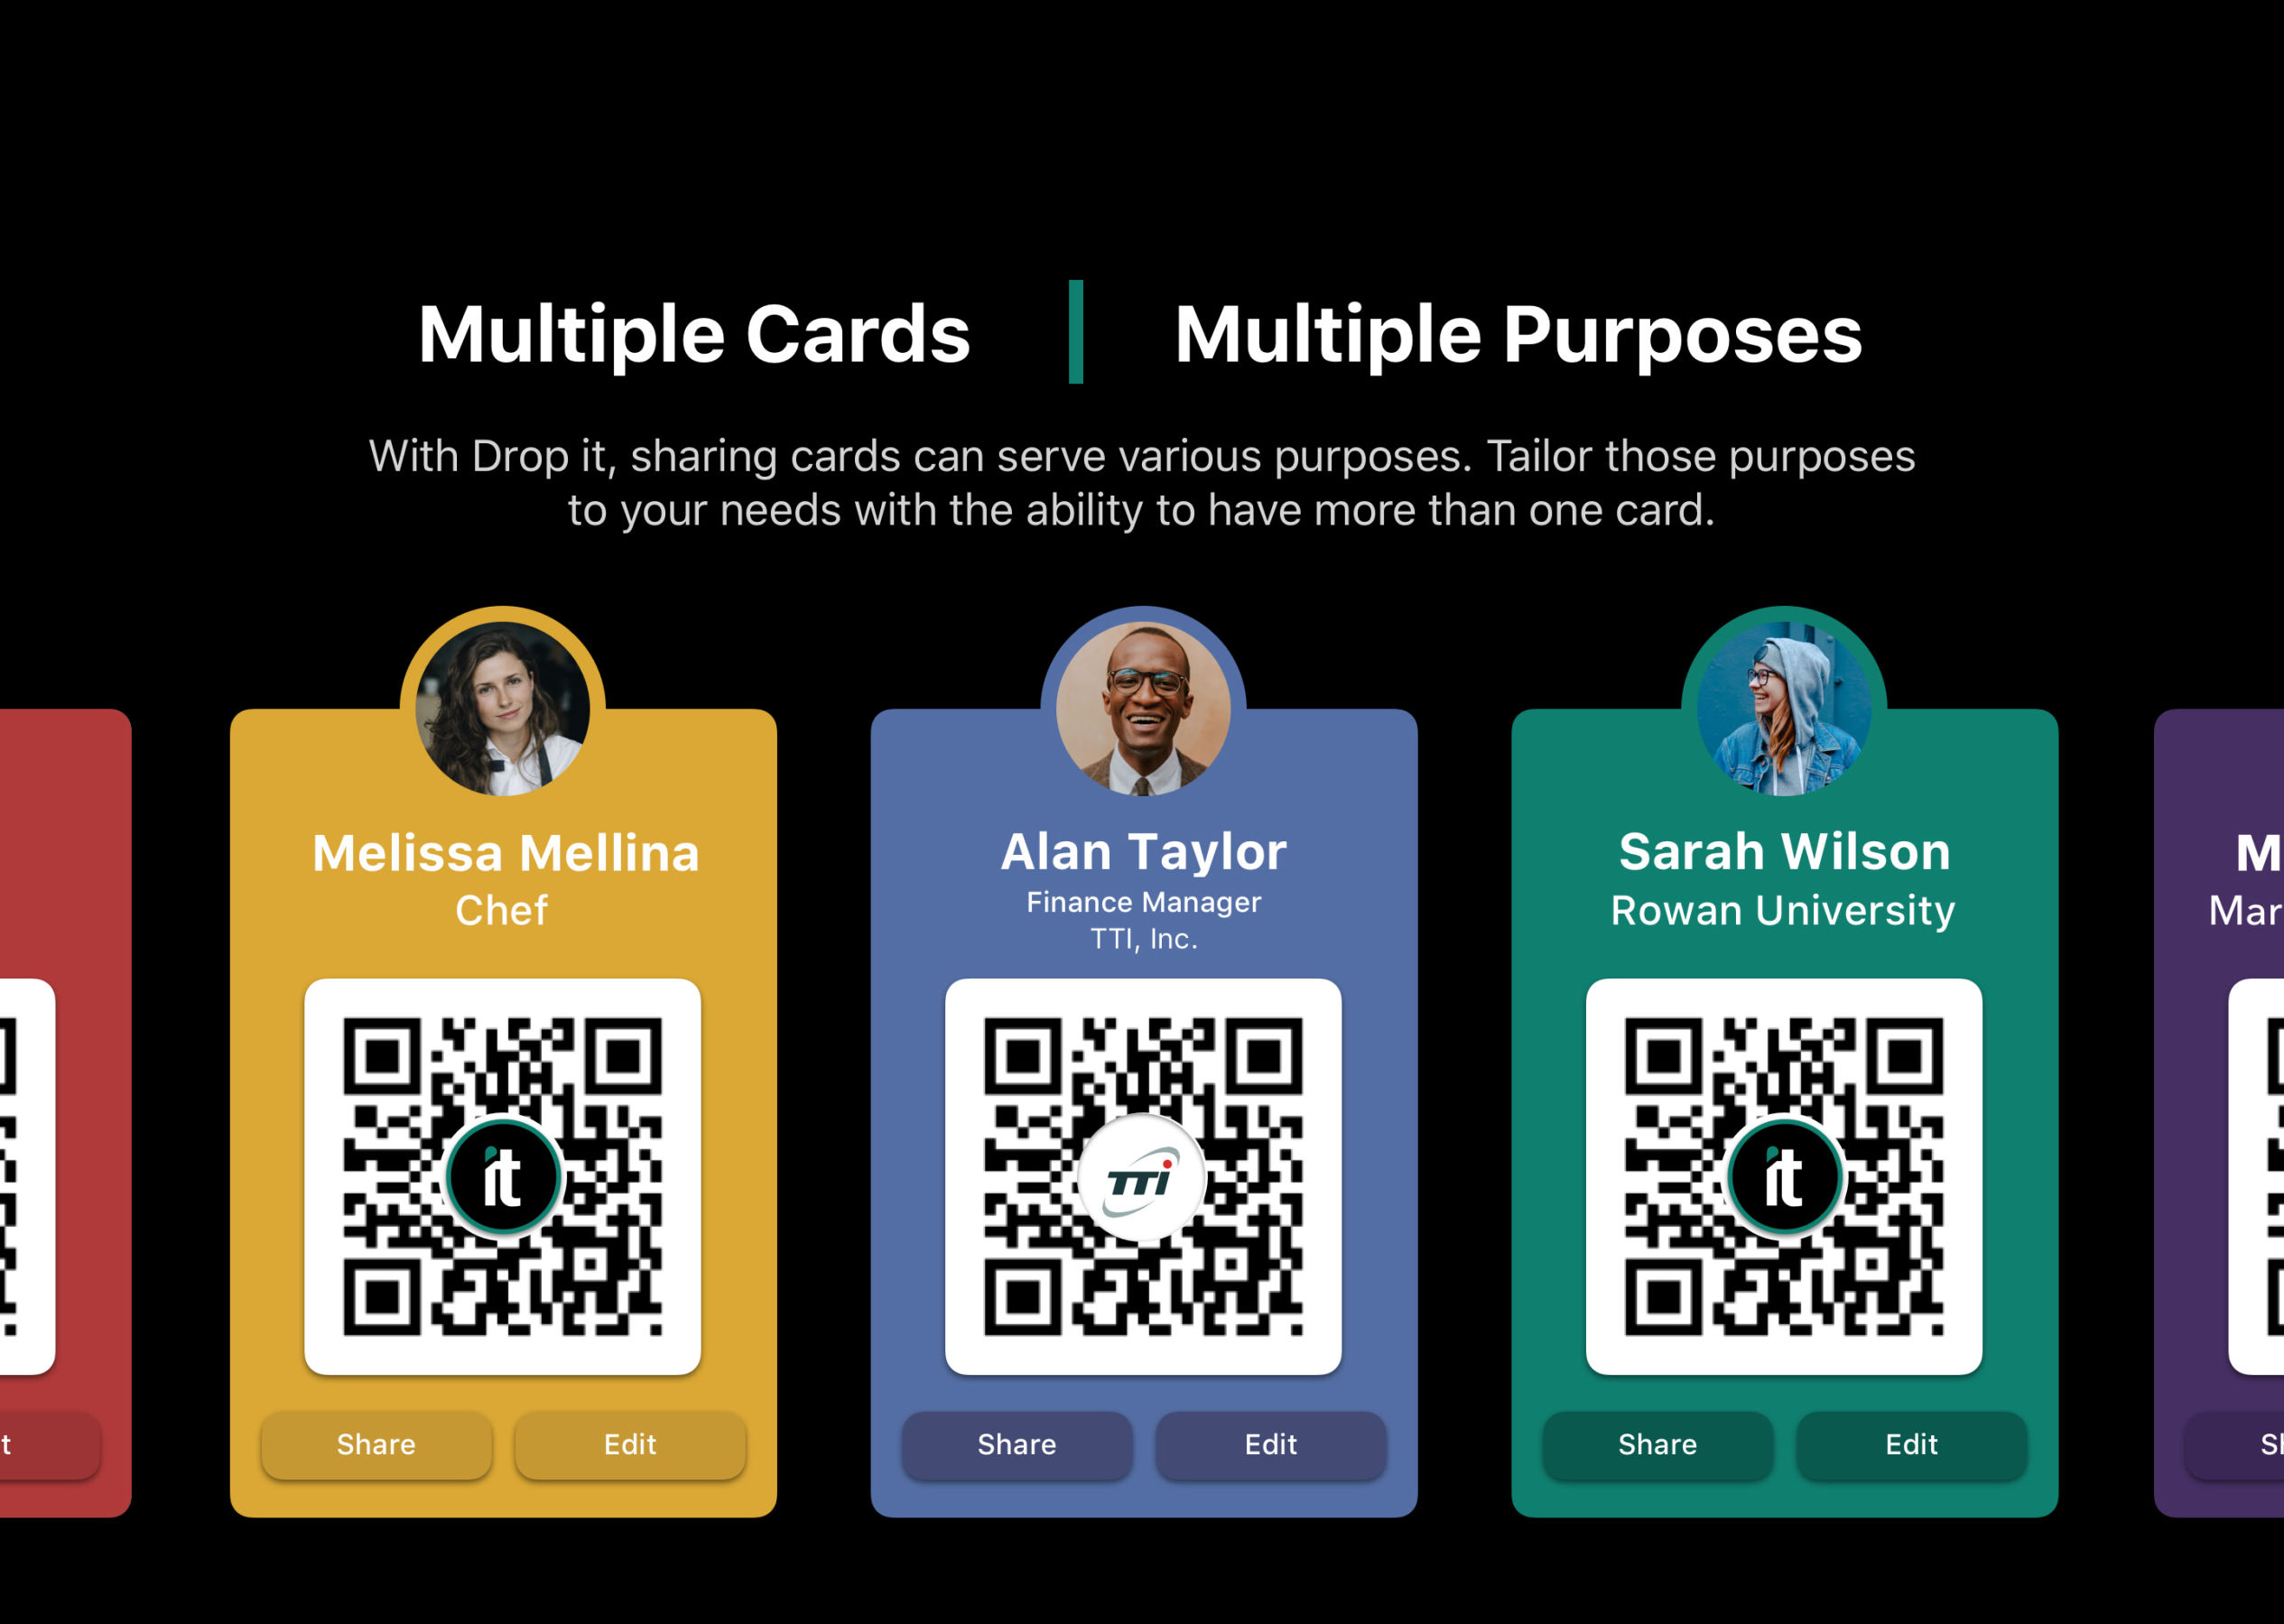 Multiple Cards Multiple Purposes
With Drop it, sharing cards can serve various purposes. Tailor those purposes
to your needs with the ability to have more than one card.
Melissa Mellina
Chef
it
Share Edit
Alan Taylor
Finance Manager
TTI, Inc.
TTI
Share Edit
Sarah Wilson
Rowan University
it
Share Edit
M
Mar